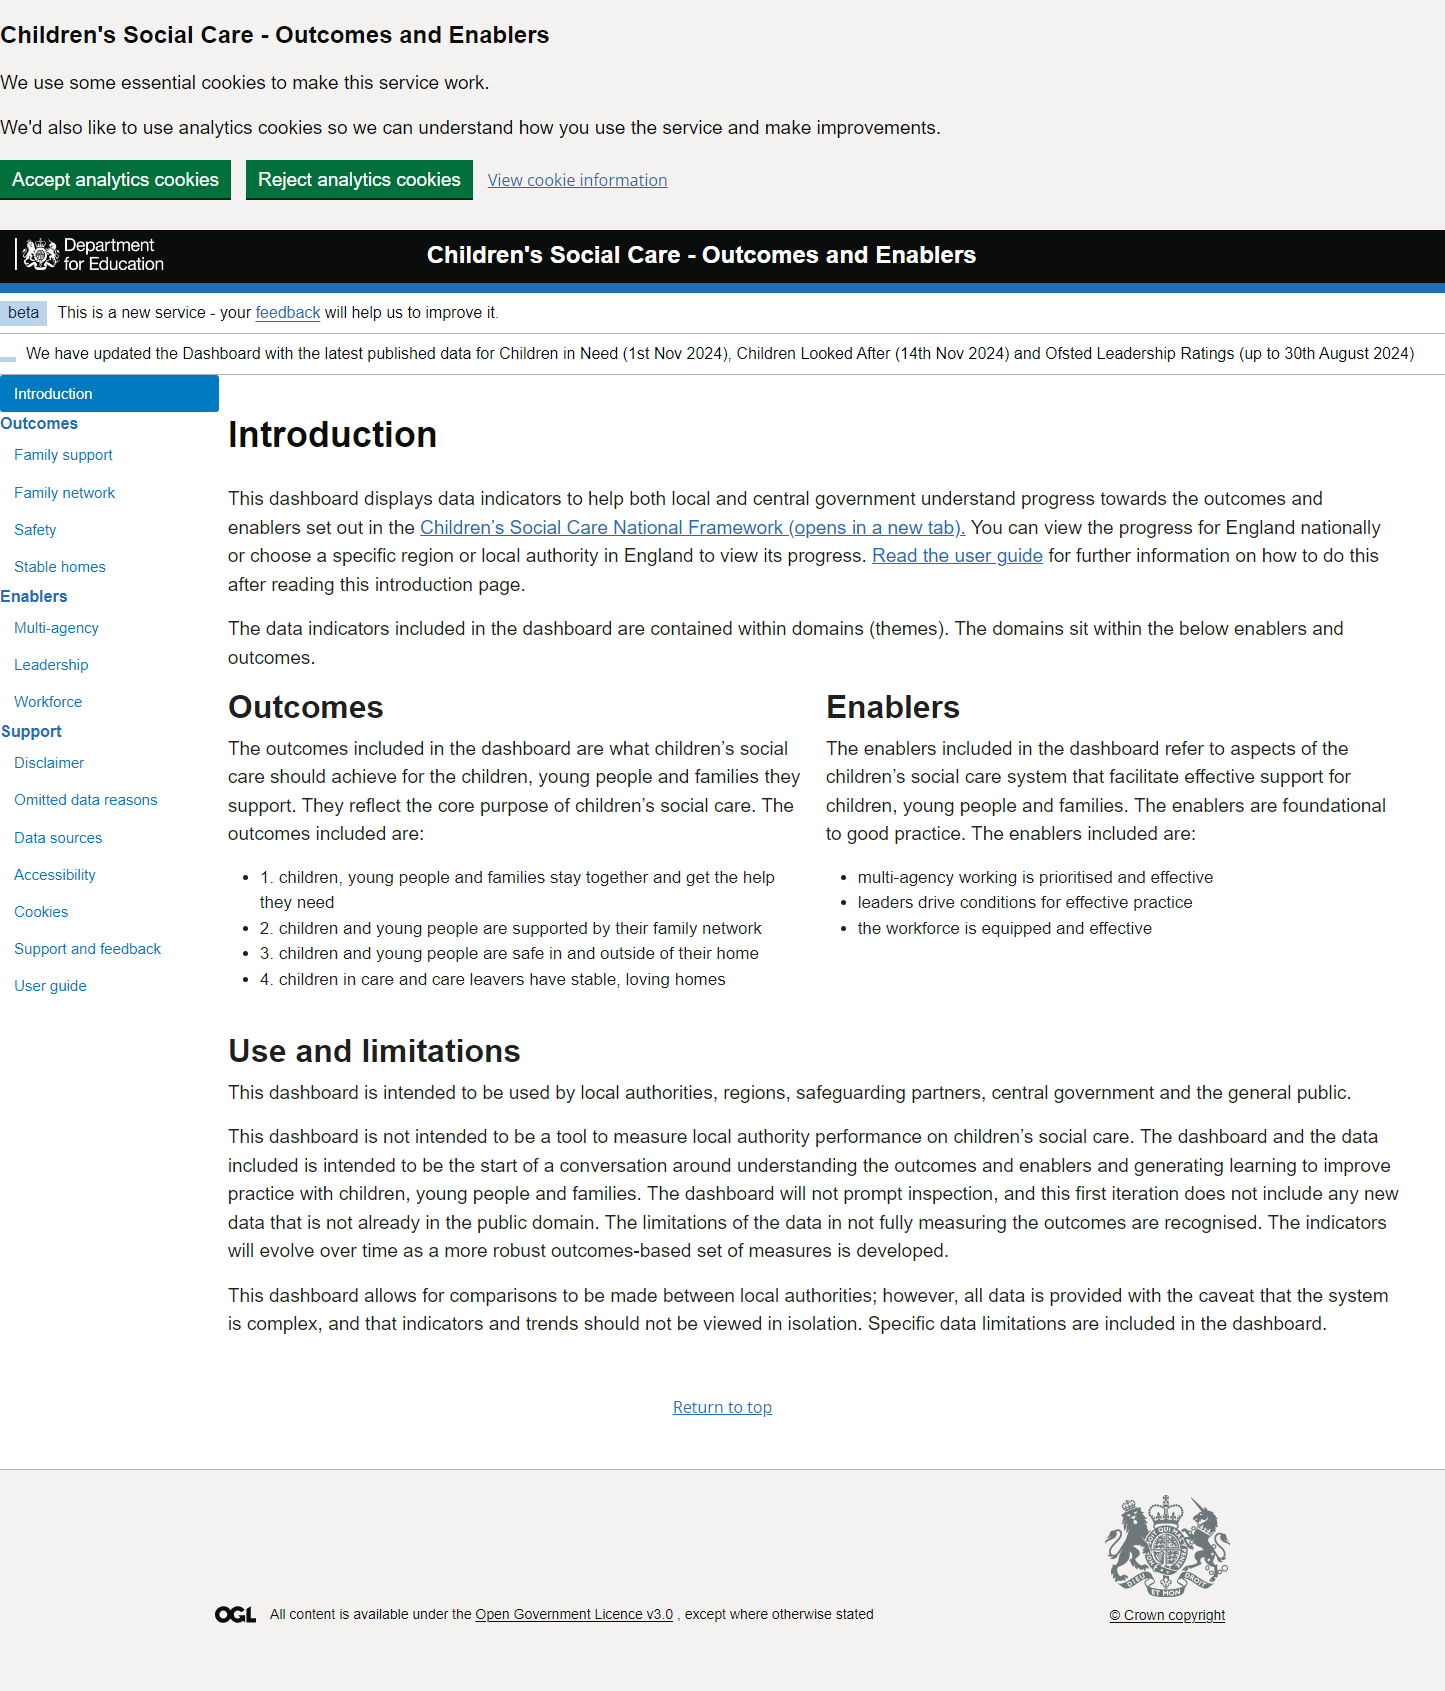 Children's Social Care - Outcomes and Enablers
We use some essential cookies to make this service work.
We'd also like to use analytics cookies so we can understand how you use the service and make improvements.
Accept analytics cookies Reject analytics cookies View cookie information
Department
for Education
Children's Social Care - Outcomes and Enablers
beta This is a new service - your feedback will help us to improve it.
We have updated the Dashboard with the latest published data for Children in Need (1st Nov 2024), Children Looked After (14th Nov 2024) and Ofsted Leadership Ratings (up to 30th August 2024)
Introduction
Outcomes
Family support
Family network
Safety
Stable homes
Enablers
Multi-agency
Leadership
Workforce
Support
Disclaimer
Omitted data reasons
Data sources
Accessibility
Cookies
Support and feedback
User guide
Introduction
This dashboard displays data indicators to help both local and central government understand progress towards the outcomes and
enablers set out in the Children’s Social Care National Framework (opens in a new tab). You can view the progress for England nationally
or choose a specific region or local authority in England to view its progress. Read the user guide for further information on how to do this
after reading this introduction page.
The data indicators included in the dashboard are contained within domains (themes). The domains sit within the below enablers and
outcomes.
Outcomes
The outcomes included in the dashboard are what children’s social
care should achieve for the children, young people and families they
support. They reflect the core purpose of children’s social care. The
outcomes included are:
• 1. children, young people and families stay together and get the help
they need
• 2. children and young people are supported by their family network
• 3. children and young people are safe in and outside of their home
• 4. children in care and care leavers have stable, loving homes
Enablers
The enablers included in the dashboard refer to aspects of the
children’s social care system that facilitate effective support for
children, young people and families. The enablers are foundational
to good practice. The enablers included are:
• multi-agency working is prioritised and effective
• leaders drive conditions for effective practice
• the workforce is equipped and effective
Use and limitations
This dashboard is intended to be used by local authorities, regions, safeguarding partners, central government and the general public.
This dashboard is not intended to be a tool to measure local authority performance on children’s social care. The dashboard and the data
included is intended to be the start of a conversation around understanding the outcomes and enablers and generating learning to improve
practice with children, young people and families. The dashboard will not prompt inspection, and this first iteration does not include any new
data that is not already in the public domain. The limitations of the data in not fully measuring the outcomes are recognised. The indicators
will evolve over time as a more robust outcomes-based set of measures is developed.
This dashboard allows for comparisons to be made between local authorities; however, all data is provided with the caveat that the system
is complex, and that indicators and trends should not be viewed in isolation. Specific data limitations are included in the dashboard.
Return to top
OGL All content is available under the Open Government Licence v3.0 , except where otherwise stated
DIEU ET MON DROIT
© Crown copyright